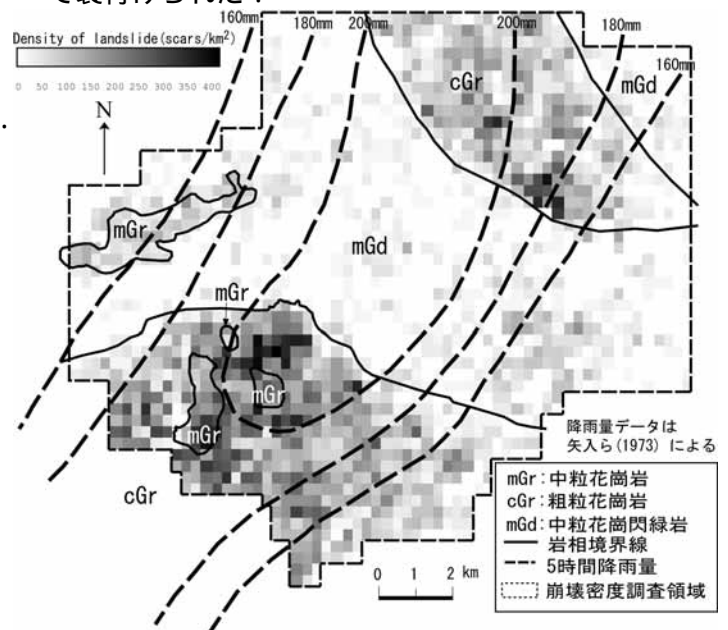 で裏付けられた．
160mm
180mm
200mm
200mm
180mm
160mm
Density of landslide(scars/km²)
0 50 100 150 200 250 300 350 400
N
cGr
mGd
mGr
mGd
mGr
mGr
mGr
cGr
降雨量データは
矢入ら(1973) による
mGr:中粒花崗岩
cGr:粗粒花崗岩
mGd:中粒花崗閃緑岩
岩相境界線
5時間降雨量
崩壊密度調査領域
0 1 2 km